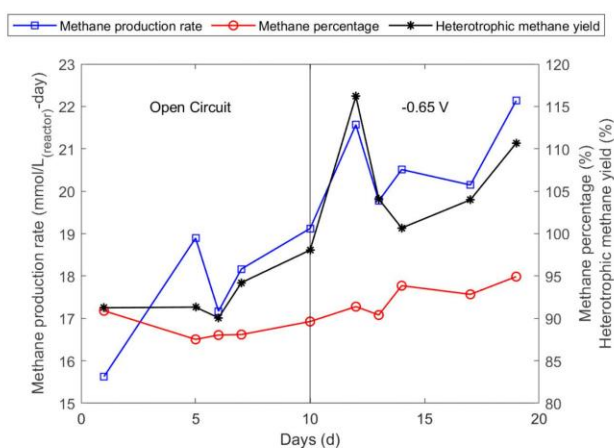 Methane production rate Methane percentage Heterotrophic methane yield
Open Circuit
-0.65 V
23
22
21
20
19
18
17
16
15
Methane production rate (mmol/L(reactor)-day)
120
115
110
105
100
95
90
85
80
Methane percentage (%)
Heterotrophic methane yield (%)
0 5 10 15 20
Days (d)